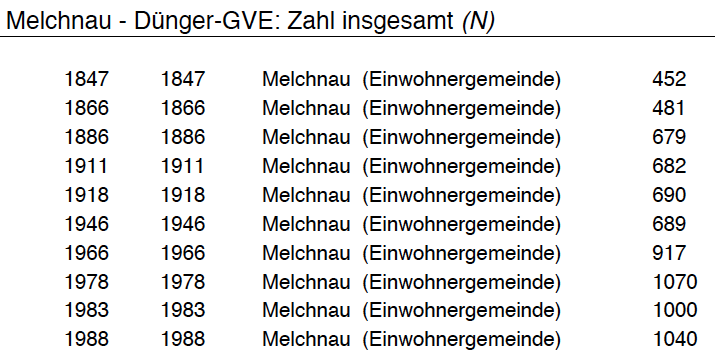 Melchnau - Dünger-GVE: Zahl insgesamt (N)
1847 1847 Melchnau (Einwohnergemeinde) 452
1866 1866 Melchnau (Einwohnergemeinde) 481
1886 1886 Melchnau (Einwohnergemeinde) 679
1911 1911 Melchnau (Einwohnergemeinde) 682
1918 1918 Melchnau (Einwohnergemeinde) 690
1946 1946 Melchnau (Einwohnergemeinde) 689
1966 1966 Melchnau (Einwohnergemeinde) 917
1978 1978 Melchnau (Einwohnergemeinde) 1070
1983 1983 Melchnau (Einwohnergemeinde) 1000
1988 1988 Melchnau (Einwohnergemeinde) 1040